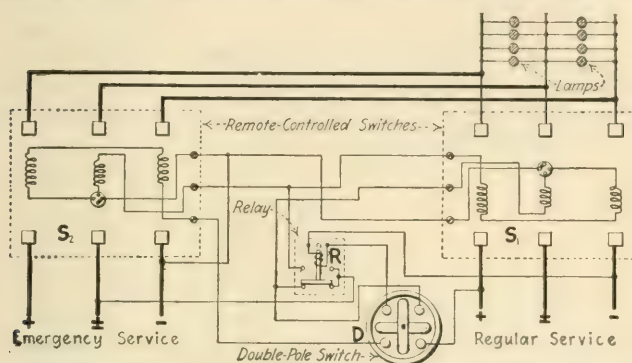 Lamps
Remote-Controlled Switches
S₂
Relay
R
S₁
+ ± -
Emergency Service
D
+ ± -
Regular Service
Double-Pole Switch